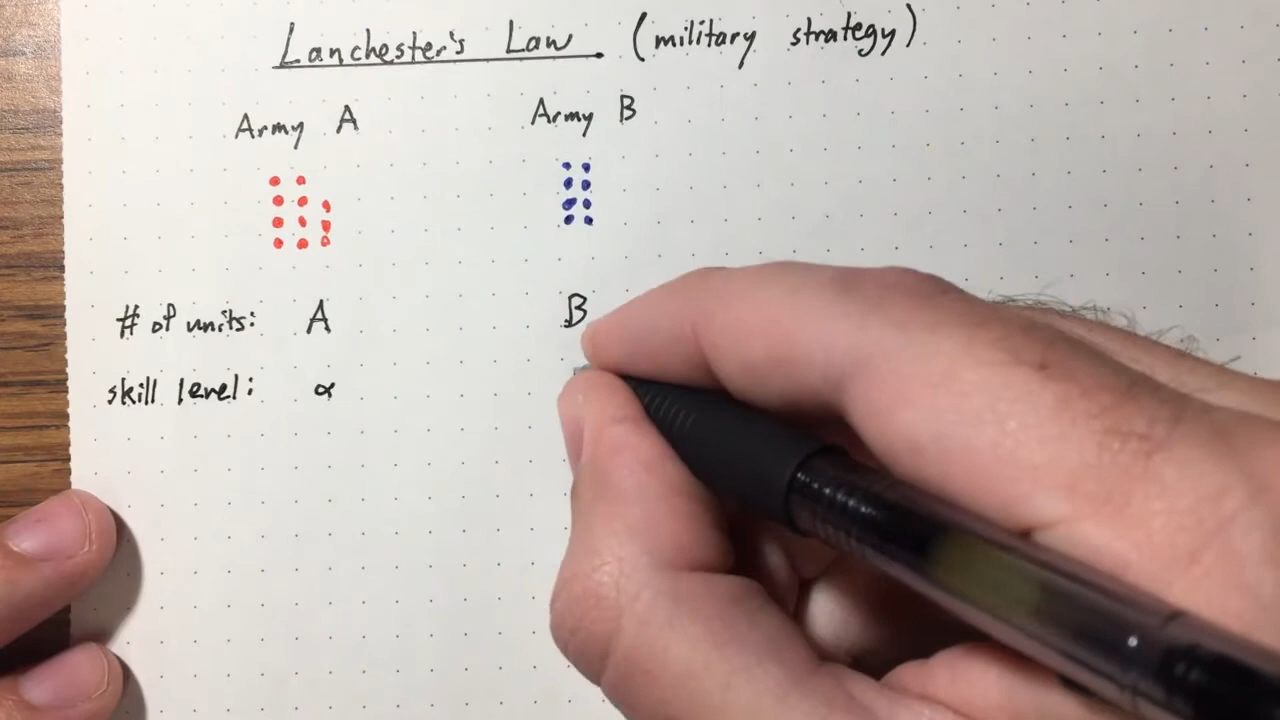 Lanchester's Law (military strategy)
Army A Army B
# of units: A B
skill level: α